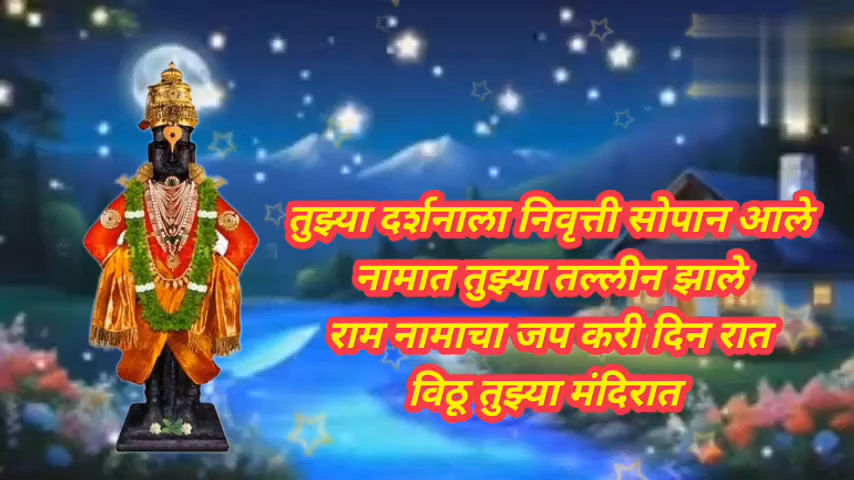 तुझ्या दर्शनाला निवृत्ती सोपान आले
नामात तुझ्या तल्लीन झाले
राम नामाचा जप करी दिन रात
विठू तुझ्या मंदिरात